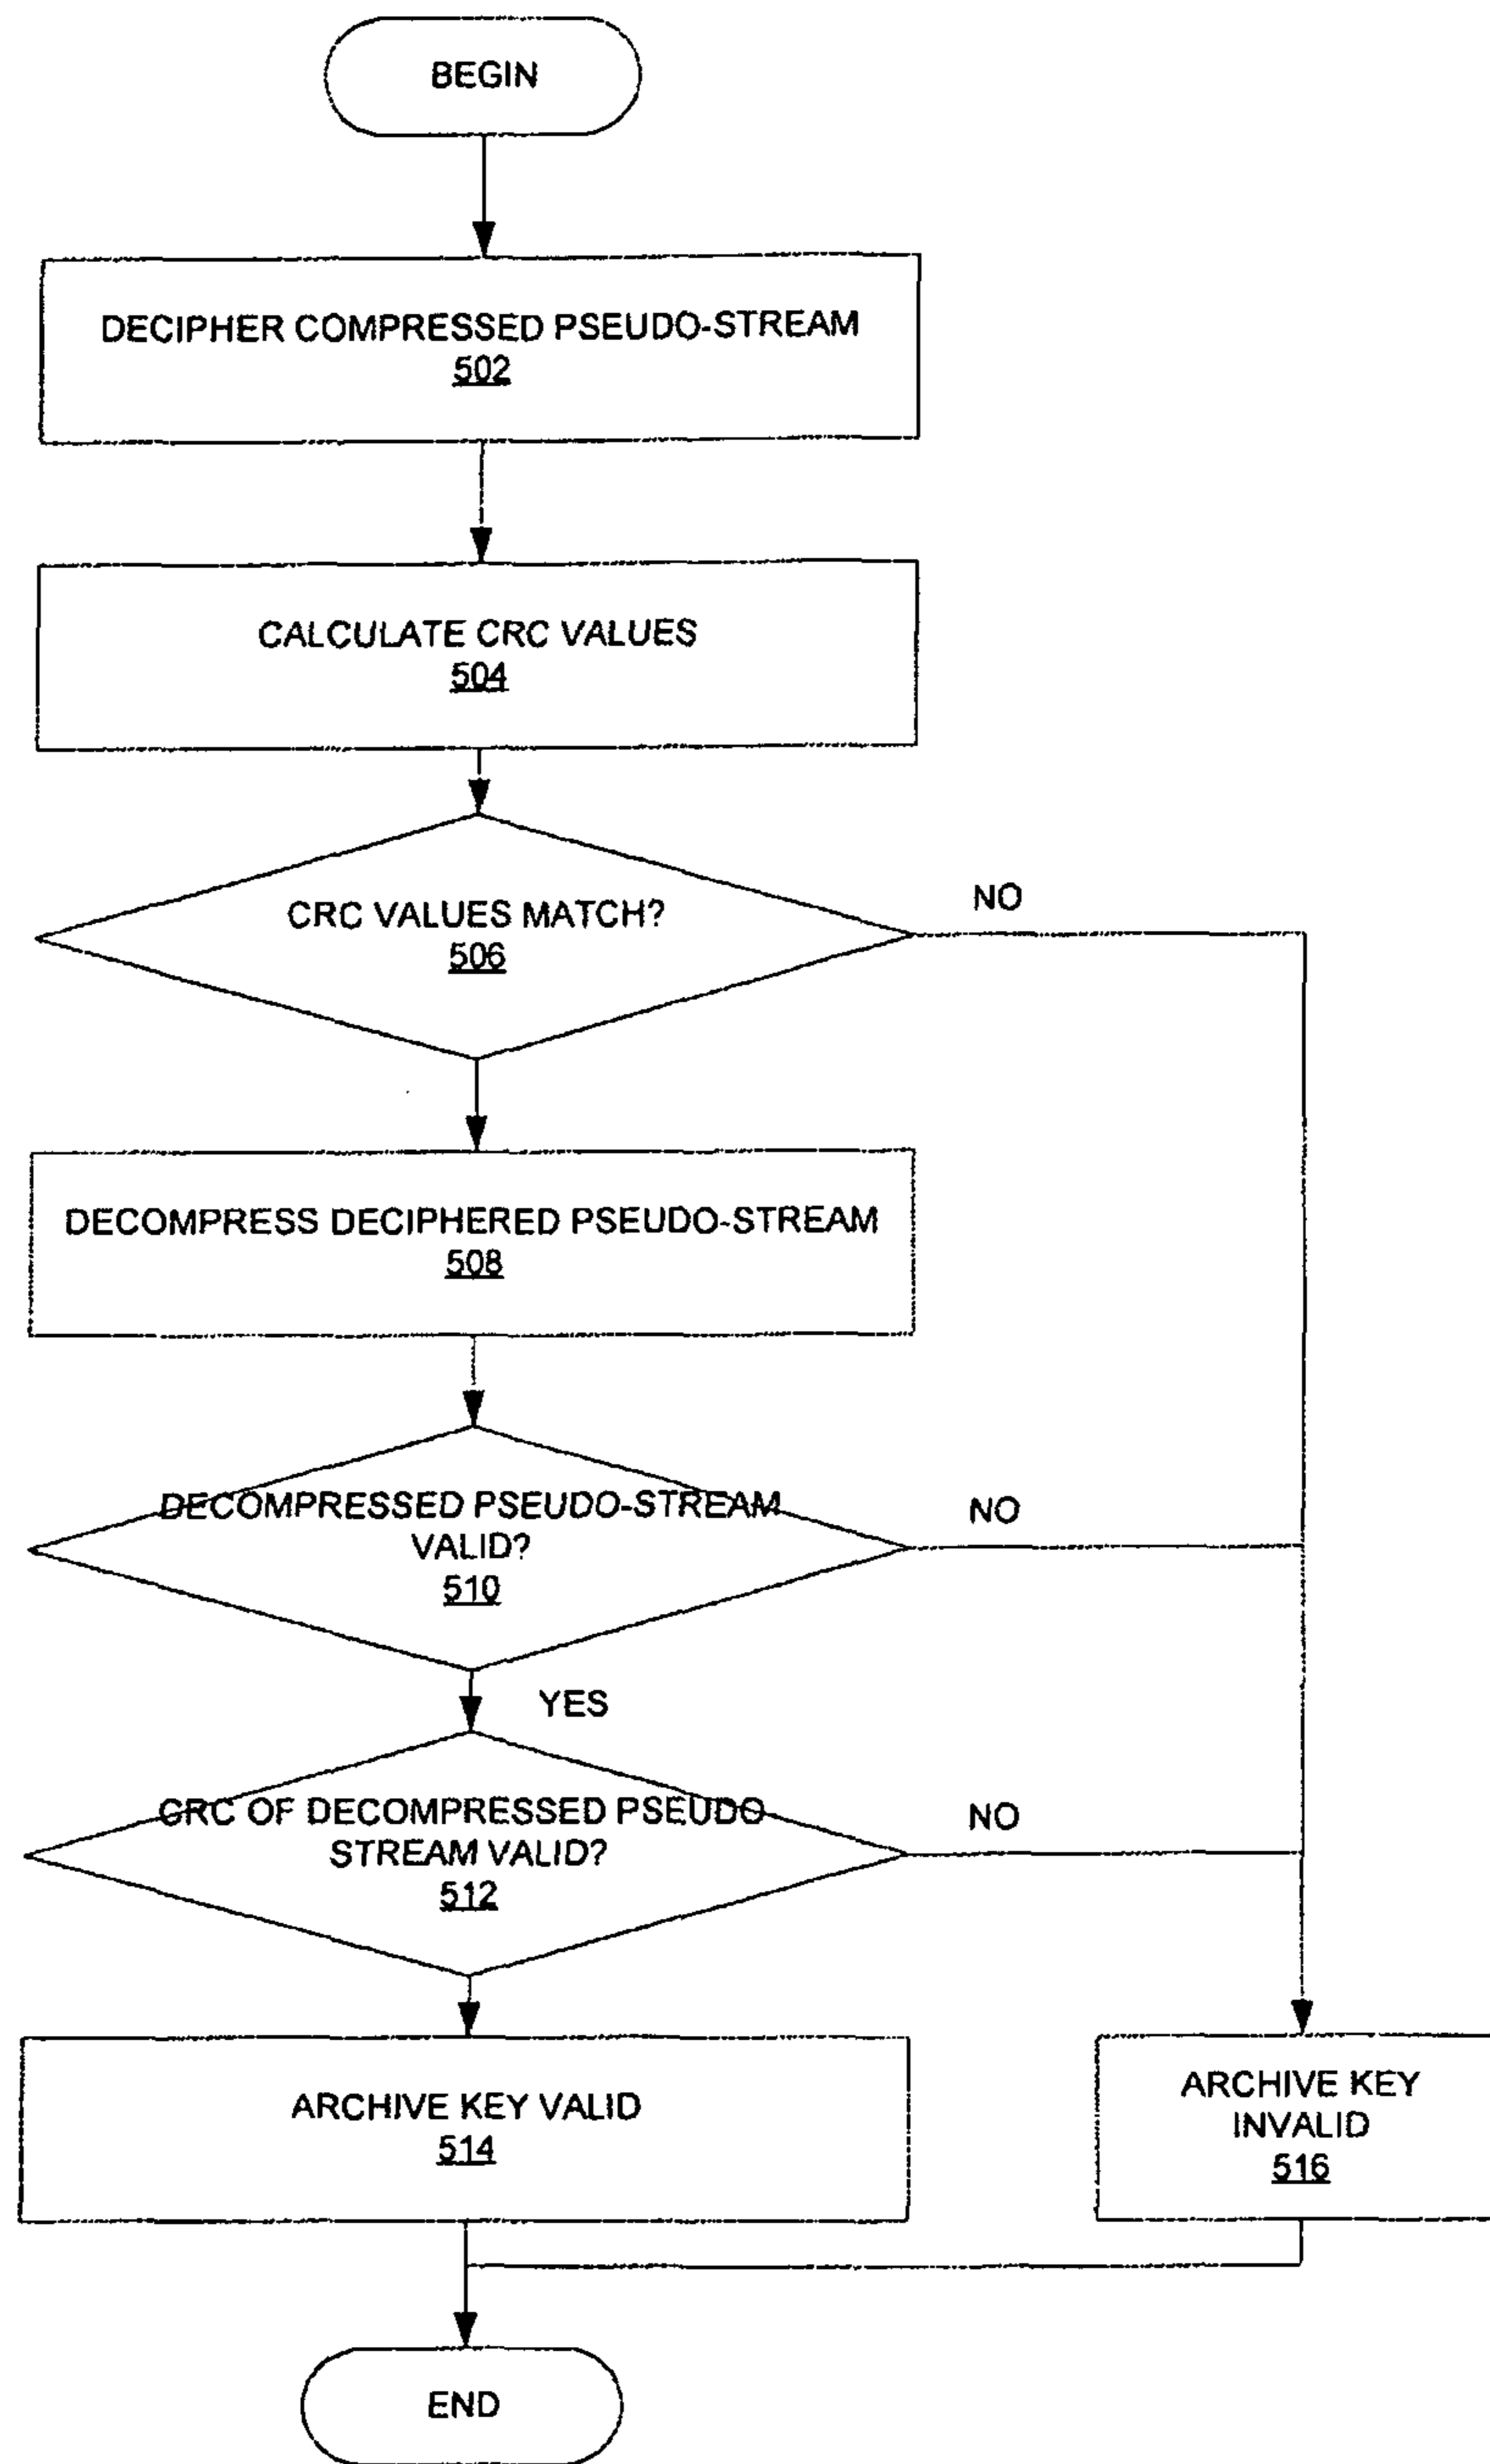 BEGIN
DECIPHER COMPRESSED PSEUDO-STREAM
502
CALCULATE CRC VALUES
504
CRC VALUES MATCH?
506
NO
DECOMPRESS DECIPHERED PSEUDO-STREAM
508
DECOMPRESSED PSEUDO-STREAM
VALID?
510
NO
YES
CRC OF DECOMPRESSED PSEUDO
STREAM VALID?
512
NO
ARCHIVE KEY VALID
514
ARCHIVE KEY
INVALID
516
END